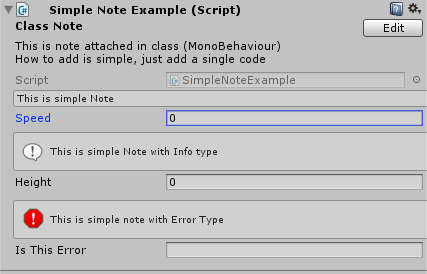 Simple Note Example (Script)
Class Note
Edit
This is note attached in class (MonoBehaviour)
How to add is simple, just add a single code
Script SimpleNoteExample
This is simple Note
Speed 0
This is simple Note with Info type
Height 0
This is simple note with Error Type
Is This Error